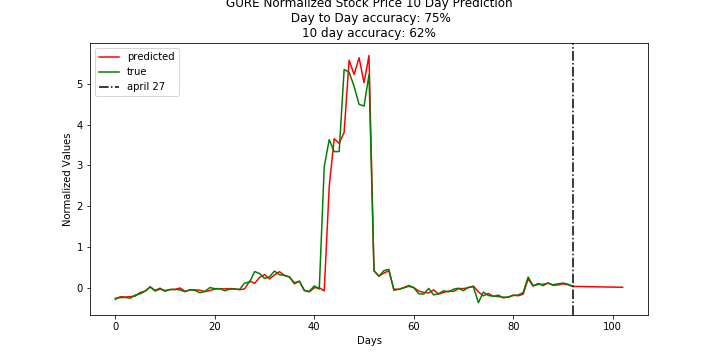 GURE Normalized Stock Price 10 Day Prediction
Day to Day accuracy: 75%
10 day accuracy: 62%
predicted
true
april 27
5
4
3
2
1
0
Normalized Values
0 20 40 60 80 100
Days